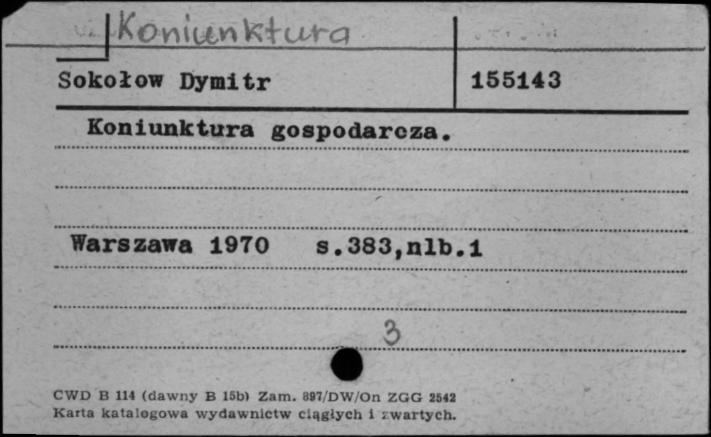 Koniunktura
Sokołow Dymitr 155143
Koniunktura gospodarcza.
Warszawa 1970 s.383,nlb.1
3
CWD B 114 (dawny B 15b) Zam. 897/DW/On ZGG 2542
Karta katalogowa wydawnictw ciągłych i zwartych.